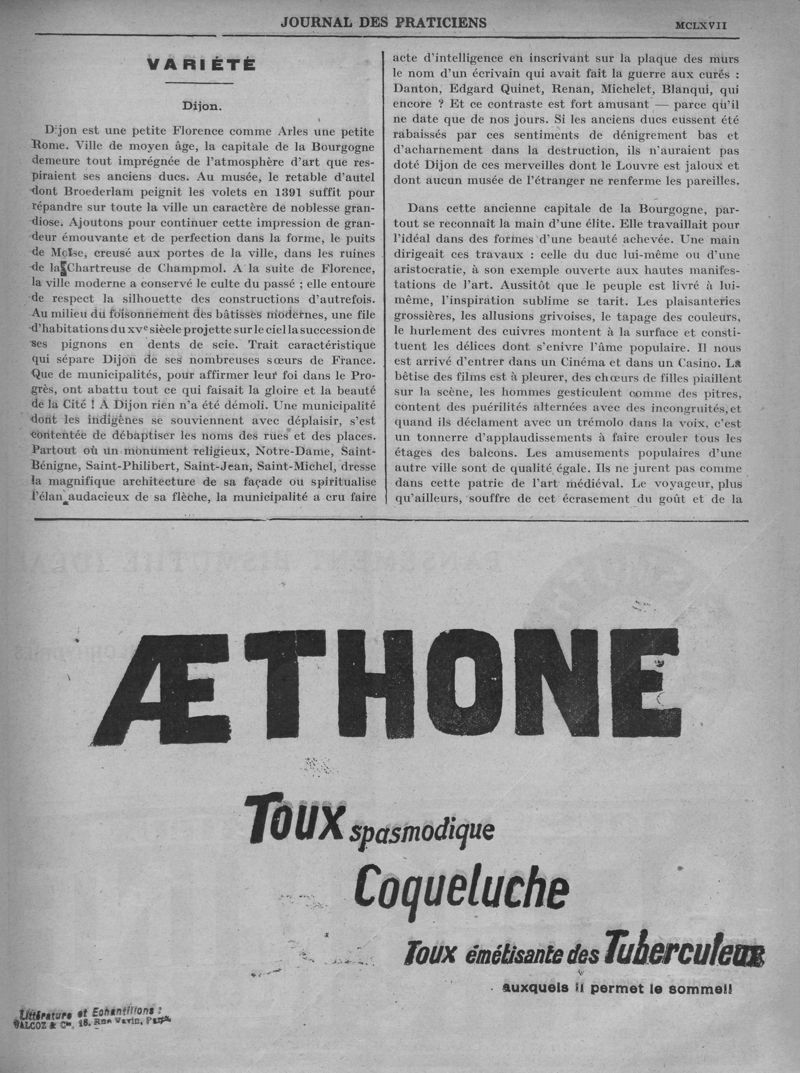 JOURNAL DES PRATICIENS
MCLXVII
VARIÉTÉ
Dijon.
Dijon est une petite Florence comme Arles une petite
Rome. Ville de moyen âge, la capitale de la Bourgogne
demeure tout imprégnée de l'atmosphère d'art que res-
piraient ses anciens ducs. Au musée, le retable d'autel
dont Broederlam peignit les volets en 1391 suffit pour
répandre sur toute la ville un caractère de noblesse gran-
diose. Ajoutons pour continuer cette impression de gran-
deur émouvante et de perfection dans la forme, le puits
de Moïse, creusé aux portes de la ville, dans les ruines
de la Chartreuse de Champmol. A la suite de Florence,
la ville moderne a conservé le culte du passé ; elle entoure
de respect la silhouette des constructions d'autrefois.
Au milieu du foisonnement des bâtisses modernes, une file
d'habitations du xve siècle projette sur le ciel la succession de
ses pignons en dents de scie. Trait caractéristique
qui sépare Dijon de ses nombreuses sœurs de France.
Que de municipalités, pour affirmer leur foi dans le Pro-
grès, ont abattu tout ce qui faisait la gloire et la beauté
de la Cité ! A Dijon rien n'a été démoli. Une municipalité
dont les indigènes se souviennent avec déplaisir, s'est
contentée de débaptiser les noms des rues et des places.
Partout où un monument religieux, Notre-Dame, Saint-
Bénigne, Saint-Philibert, Saint-Jean, Saint-Michel, dresse
la magnifique architecture de sa façade ou spiritualise
l'élan audacieux de sa flèche, la municipalité a cru faire
acte d'intelligence en inscrivant sur la plaque des murs
le nom d'un écrivain qui avait fait la guerre aux curés :
Danton, Edgard Quinet, Renan, Michelet, Blanqui, qui
encore ? Et ce contraste est fort amusant — parce qu'il
ne date que de nos jours. Si les anciens ducs eussent été
rabaissés par ces sentiments de dénigrement bas et
d'acharnement dans la destruction, ils n'auraient pas
doté Dijon de ces merveilles dont le Louvre est jaloux et
dont aucun musée de l'étranger ne renferme les pareilles.
Dans cette ancienne capitale de la Bourgogne, par-
tout se reconnaît la main d'une élite. Elle travaillait pour
l'idéal dans des formes d'une beauté achevée. Une main
dirigeait ces travaux : celle du duc lui-même ou d'une
aristocratie, à son exemple ouverte aux hautes manifes-
tations de l'art. Aussitôt que le peuple est livré à lui-
même, l'inspiration sublime se tarit. Les plaisanteries
grossières, les allusions grivoises, le tapage des couleurs,
le hurlement des cuivres montent à la surface et consti-
tuent les délices dont s'enivre l'âme populaire. Il nous
est arrivé d'entrer dans un Cinéma et dans un Casino. La
bêtise des films est à pleurer, des chœurs de filles piaillent
sur la scène, les hommes gesticulent comme des pitres,
content des puérilités alternées avec des incongruités, et
quand ils déclament avec un trémolo dans la voix, c'est
un tonnerre d'applaudissements à faire crouler tous les
étages des balcons. Les amusements populaires d'une
autre ville sont de qualité égale. Ils ne jurent pas comme
dans cette patrie de l'art médiéval. Le voyageur, plus
qu'ailleurs, souffre de cet écrasement du goût et de la
ÆTHONE
Toux spasmodique
Coqueluche
Toux émétisante des Tuberculeux
auxquels il permet le sommeil
Littérature et Echantillons :
FALCOZ & Cie, 18, Rue Vavin, Paris.